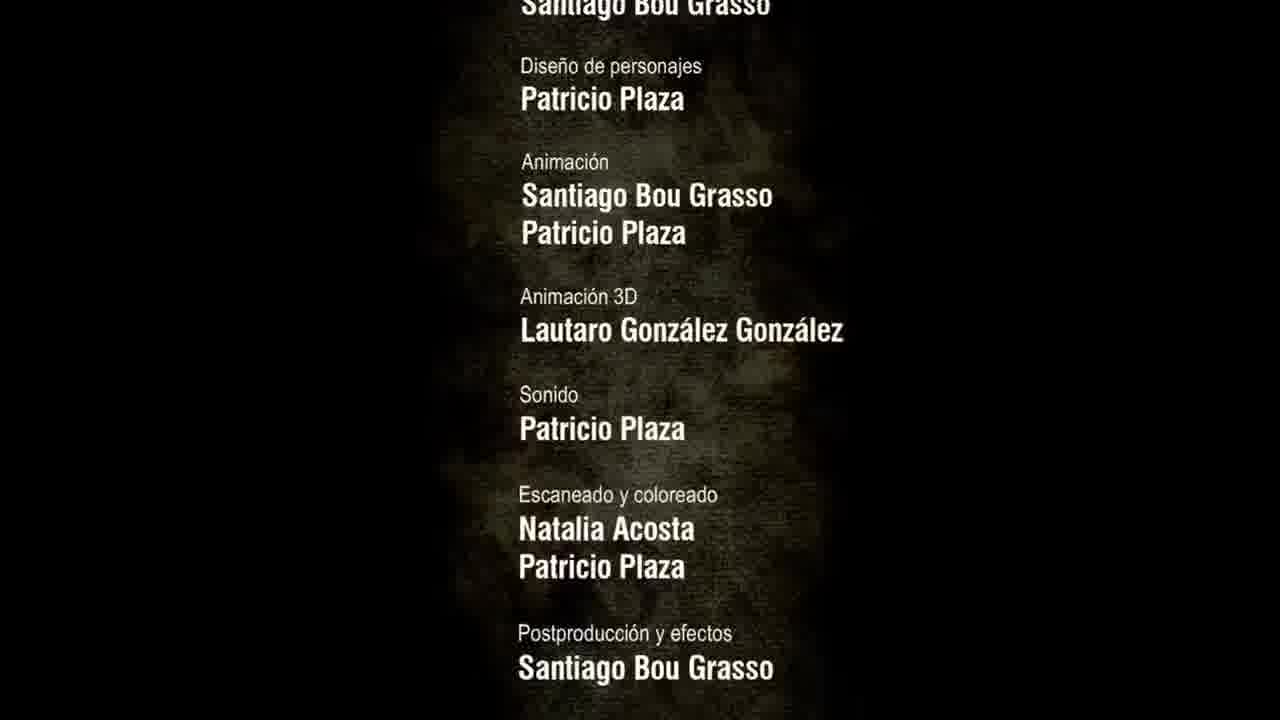 Santiago Bou Grasso
Diseño de personajes
Patricio Plaza
Animación
Santiago Bou Grasso
Patricio Plaza
Animación 3D
Lautaro González González
Sonido
Patricio Plaza
Escaneado y coloreado
Natalia Acosta
Patricio Plaza
Postproducción y efectos
Santiago Bou Grasso